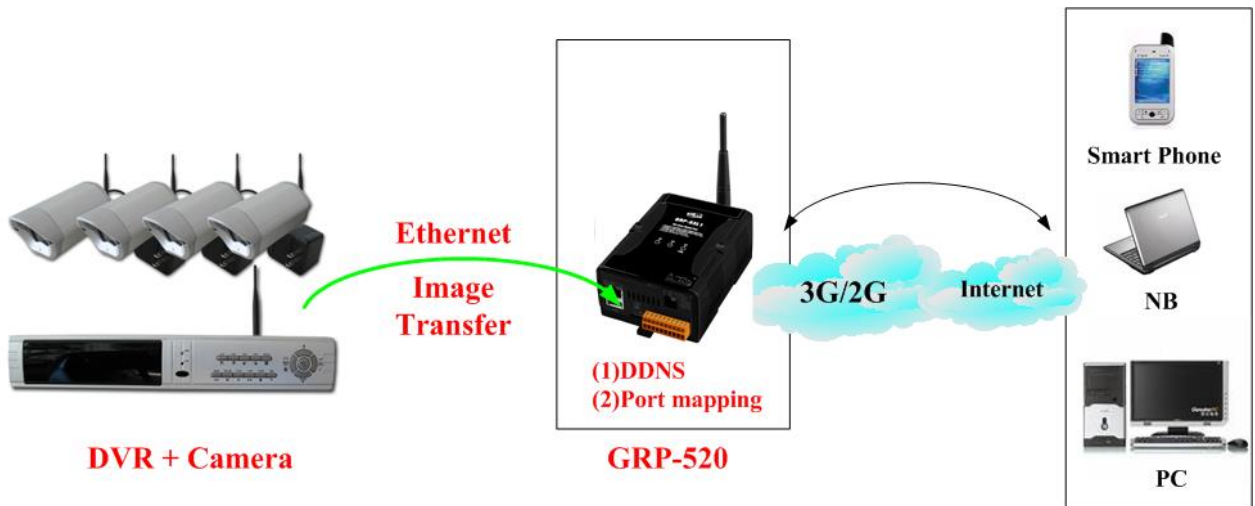 Ethernet
Image
Transfer
DVR + Camera
(1)DDNS
(2)Port mapping
GRP-520
3G/2G
Internet
Smart Phone
NB
PC